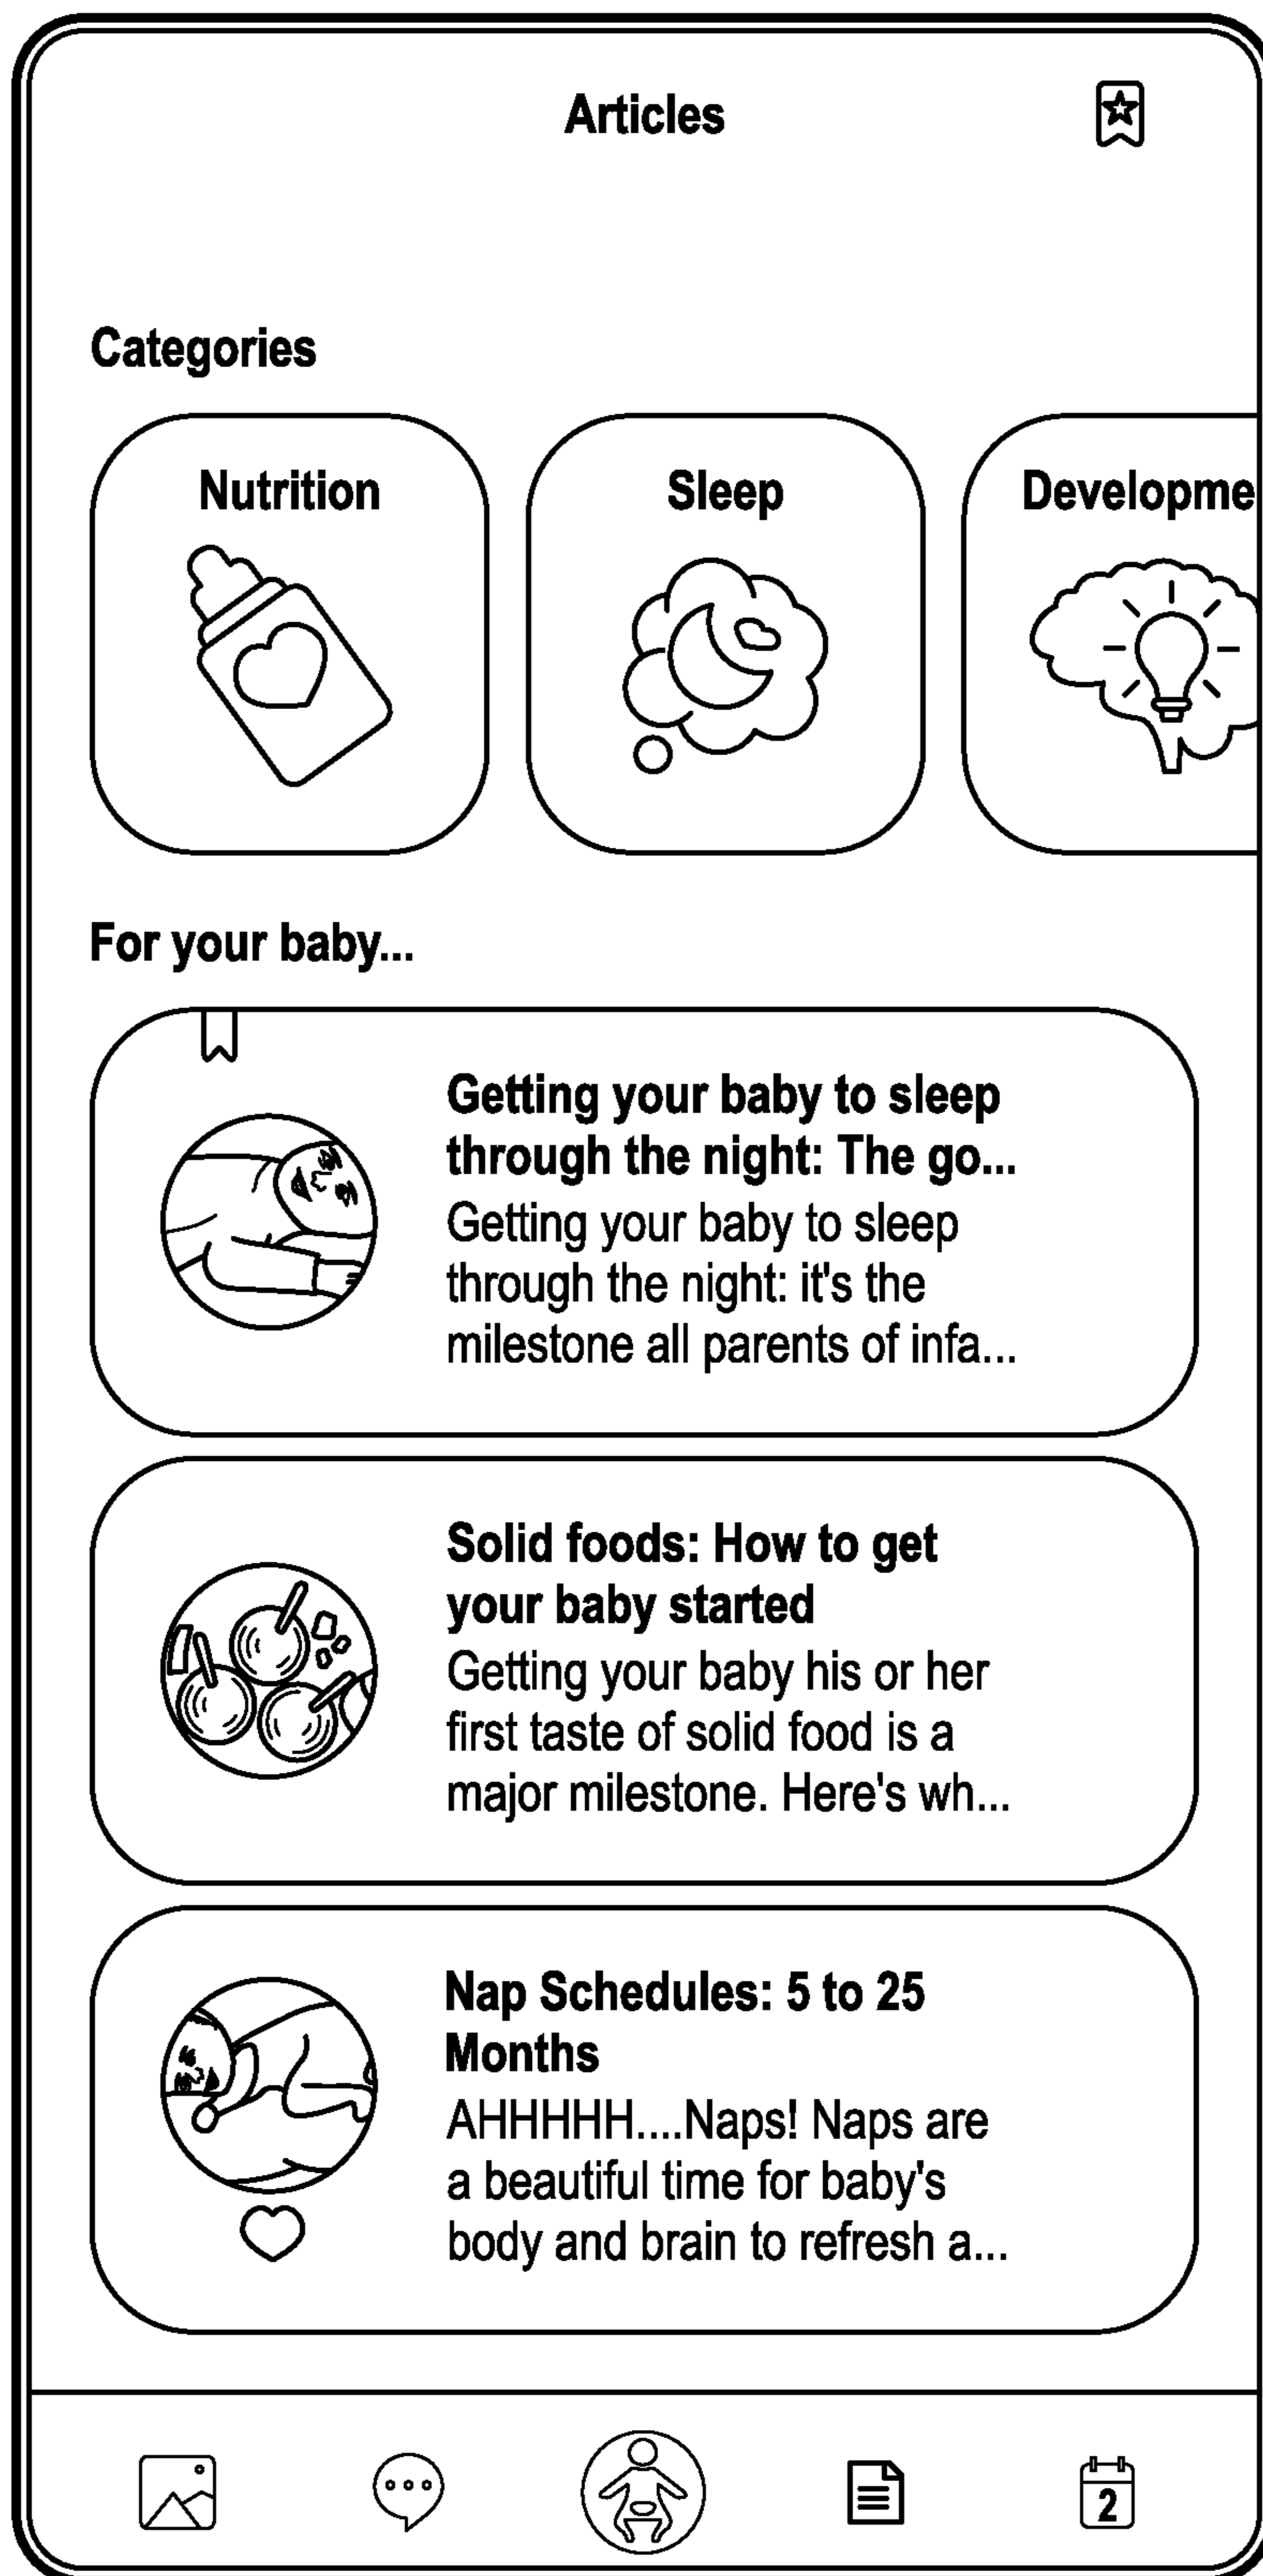 Articles
Categories
Nutrition
Sleep
Developme
For your baby...
Getting your baby to sleep
through the night: The go...
Getting your baby to sleep
through the night: it's the
milestone all parents of infa...
Solid foods: How to get
your baby started
Getting your baby his or her
first taste of solid food is a
major milestone. Here's wh...
Nap Schedules: 5 to 25
Months
AHHHHH....Naps! Naps are
a beautiful time for baby's
body and brain to refresh a...
2